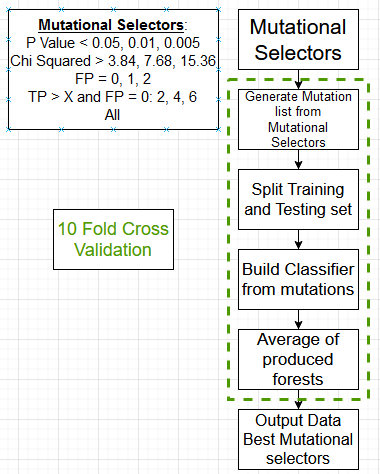 Mutational Selectors:
P Value < 0.05, 0.01, 0.005
Chi Squared > 3.84, 7.68, 15.36
FP = 0, 1, 2
TP > X and FP = 0: 2, 4, 6
All
Mutational
Selectors
Generate Mutation
list from
Mutational
Selectors
Split Training
and Testing set
10 Fold Cross
Validation
Build Classifier
from mutations
Average of
produced
forests
Output Data
Best Mutational
selectors